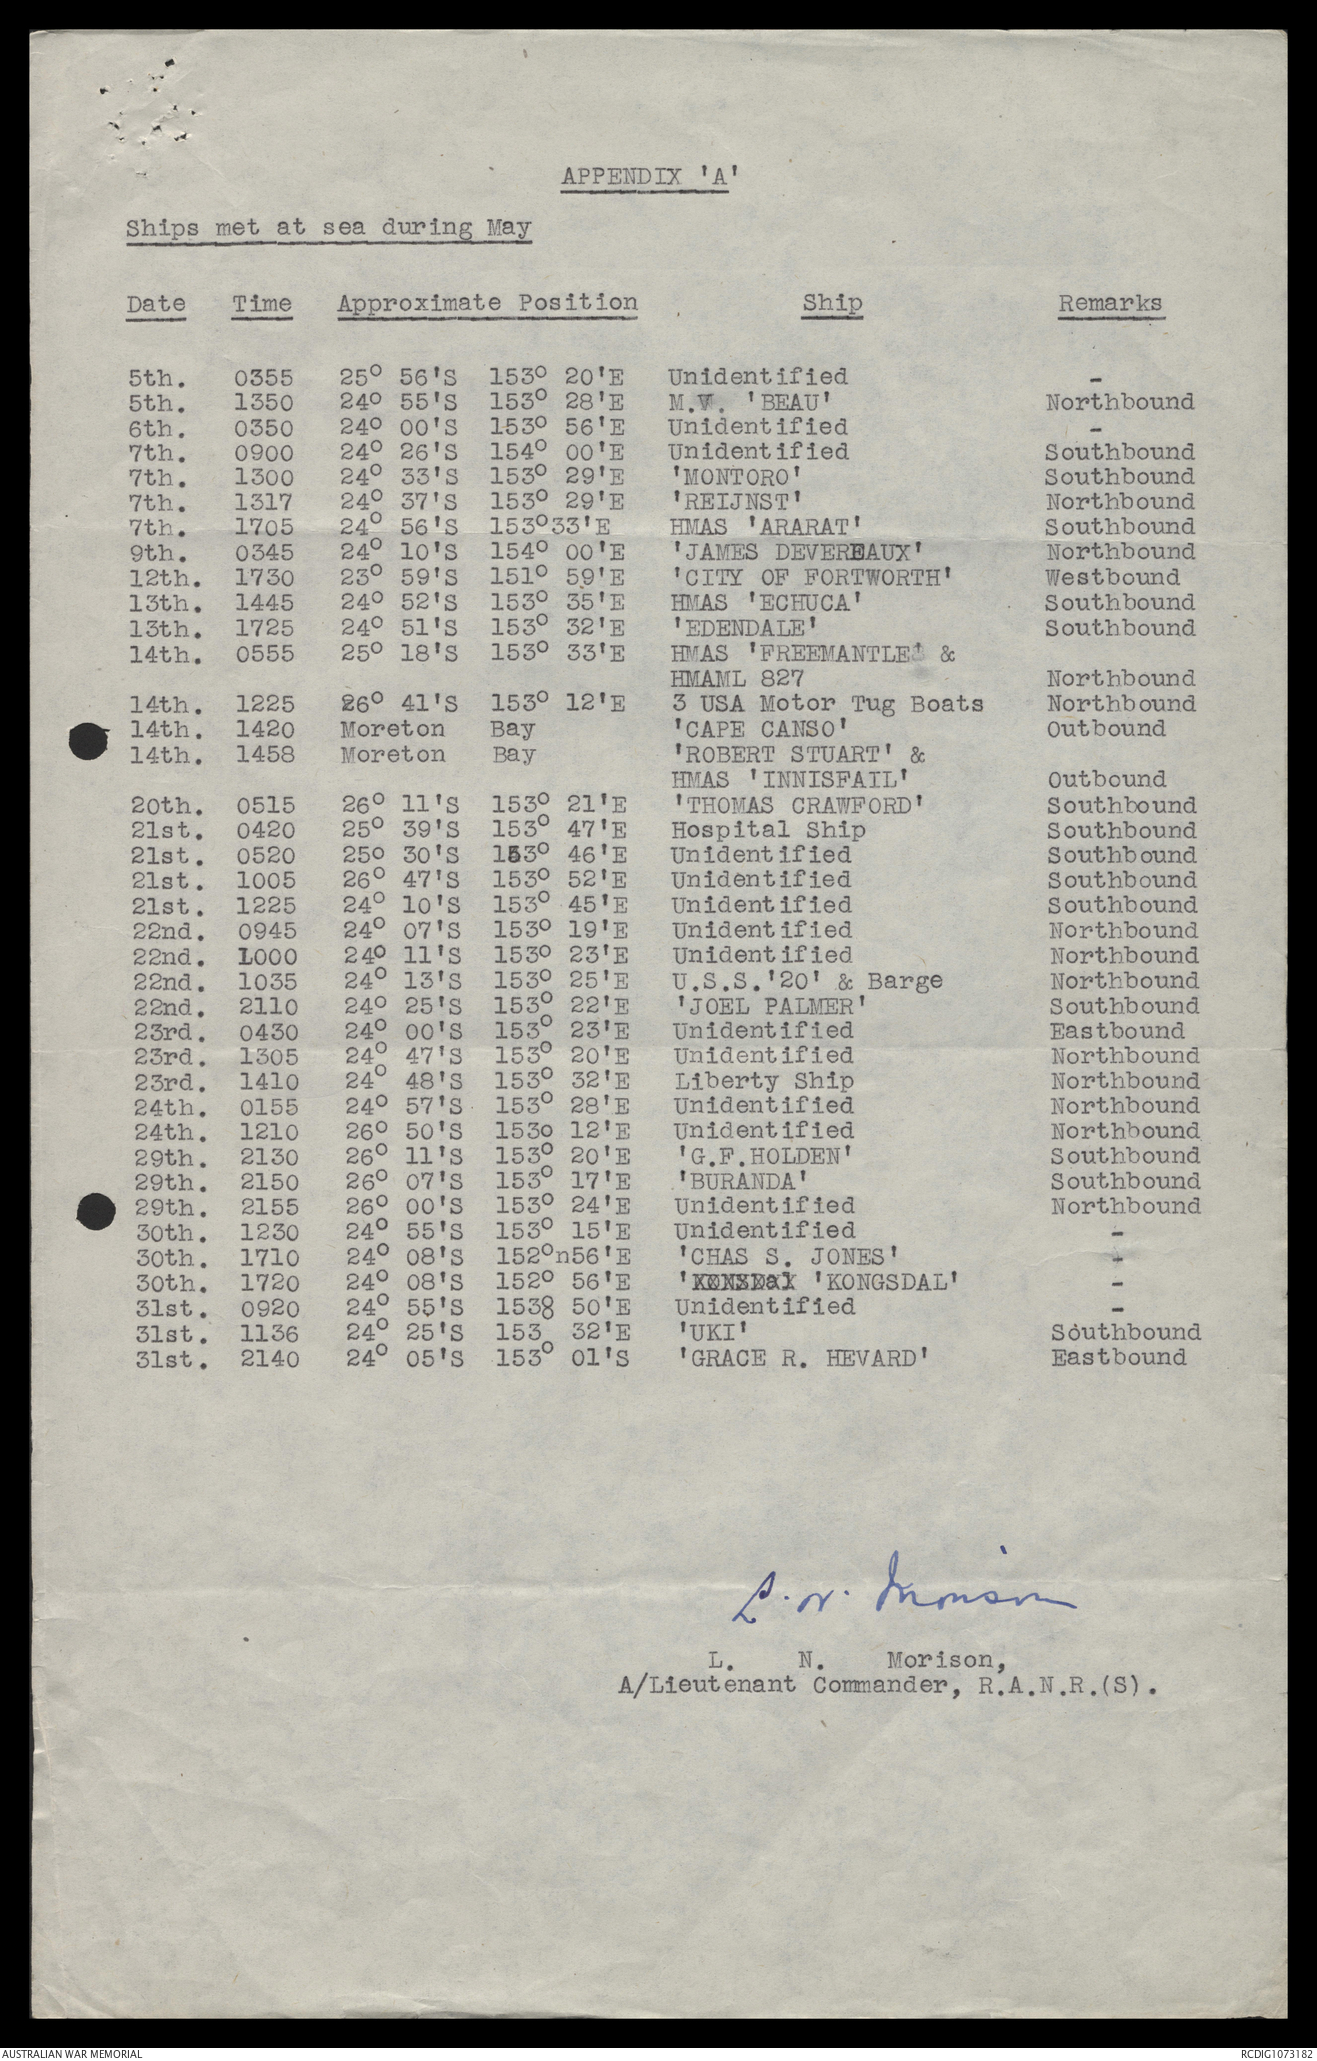 APPENDIX 'A'
Ships met at sea during May
Date Time Approximate Position Ship Remarks
5th. 0355 25° 56'S 153° 20'E Unidentified -
5th. 1350 24° 55'S 153° 28'E M.V. 'BEAU' Northbound
6th. 0350 24° 00'S 153° 56'E Unidentified -
7th. 0900 24° 26'S 154° 00'E Unidentified Southbound
7th. 1300 24° 33'S 153° 29'E 'MONTORO' Southbound
7th. 1317 24° 37'S 153° 29'E 'REIJNST' Northbound
7th. 1705 24° 56'S 153°33'E HMAS 'ARARAT' Southbound
9th. 0345 24° 10'S 154° 00'E 'JAMES DEVEREAUX' Northbound
12th. 1730 23° 59'S 151° 59'E 'CITY OF FORTWORTH' Westbound
13th. 1445 24° 52'S 153° 35'E HMAS 'ECHUCA' Southbound
13th. 1725 24° 51'S 153° 32'E 'EDENDALE' Southbound
14th. 0555 25° 18'S 153° 33'E HMAS 'FREEMANTLE' &
HMAML 827 Northbound
14th. 1225 26° 41'S 153° 12'E 3 USA Motor Tug Boats Northbound
14th. 1420 Moreton Bay 'CAPE CANSO' Outbound
14th. 1458 Moreton Bay 'ROBERT STUART' &
HMAS 'INNISFAIL' Outbound
20th. 0515 26° 11'S 153° 21'E 'THOMAS CRAWFORD' Southbound
21st. 0420 25° 39'S 153° 47'E Hospital Ship Southbound
21st. 0520 25o 30'S 153° 46'E Unidentified Southbound
21st. 1005 26° 47'S 153° 52'E Unidentified Southbound
21st. 1225 24° 10'S 153° 45'E Unidentified Southbound
22nd. 0945 24° 07'S 153° 19'E Unidentified Northbound
22nd. 1000 24° 11'S 153° 23'E Unidentified Northbound
22nd. 1035 24° 13'S 153° 25'E U.S.S.'20' & Barge Northbound
22nd. 2110 24° 25'S 153° 22'E 'JOEL PALMER' Southbound
23rd. 0430 24° 00'S 153° 23'E Unidentified Eastbound
23rd. 1305 24° 47'S 153° 20'E Unidentified Northbound
23rd. 1410 24° 48'S 153° 32'E Liberty Ship Northbound
24th. 0155 24° 57'S 153° 28'E Unidentified Northbound
24th. 1210 26° 50'S 153o 12'E Unidentified Northbound
29th. 2130 26° 11'S 153° 20'E 'G.F.HOLDEN' Southbound
29th. 2150 26° 07'S 153° 17'E 'BURANDA' Southbound
29th. 2155 26° 00'S 153° 24'E Unidentified Northbound
30th. 1230 24° 55'S 153° 15'E Unidentified -
30th. 1710 24° 08'S 152°n56'E 'CHAS S. JONES' -
30th. 1720 24° 08'S 152° 56'E 'KONGSDAL' -
31st. 0920 24° 55'S 153° 50'E Unidentified -
31st. 1136 24° 25'S 153 32'E 'UKI' Southbound
31st. 2140 24° 05'S 153° 01'S 'GRACE R. HEVARD' Eastbound
L. N. Morison
L. N. Morison,
A/Lieutenant Commander, R.A.N.R.(S).
AUSTRALIAN WAR MEMORIAL RCDIG1073182